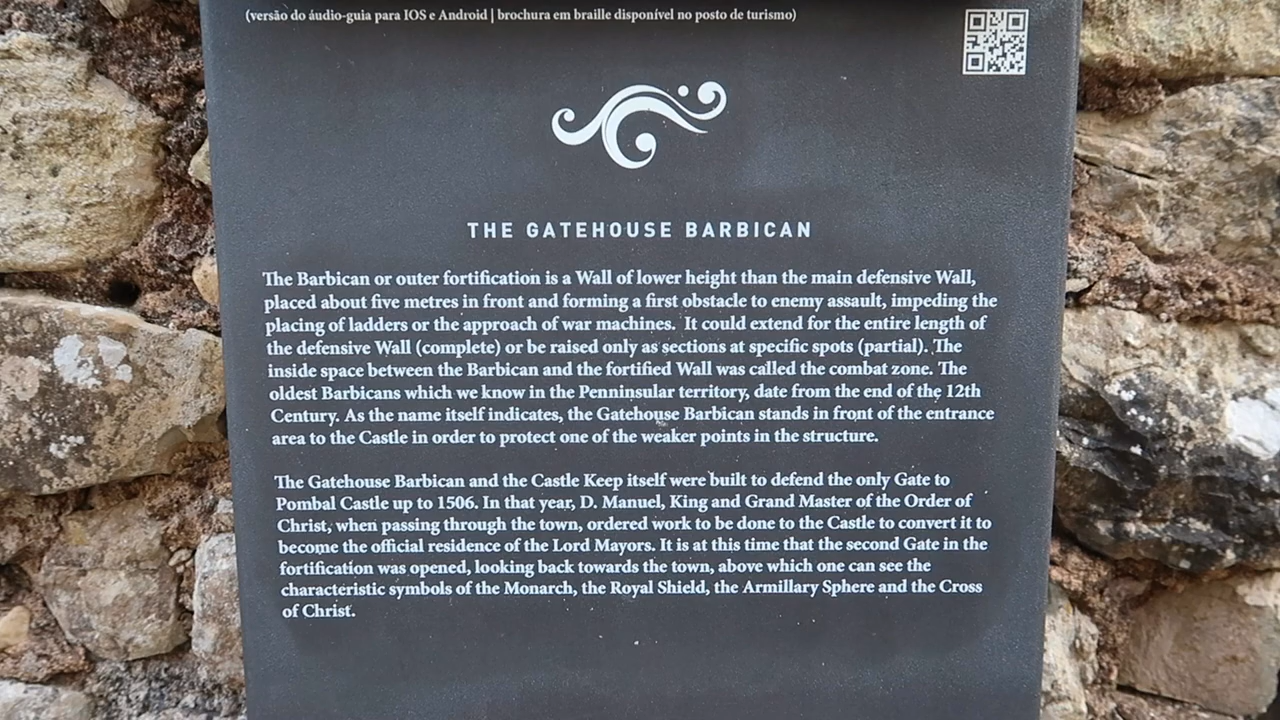 (versão do áudio-guia para IOS e Android | brochura em braille disponível no posto de turismo)
THE GATEHOUSE BARBICAN
The Barbican or outer fortification is a Wall of lower height than the main defensive Wall,
placed about five metres in front and forming a first obstacle to enemy assault, impeding the
placing of ladders or the approach of war machines.  It could extend for the entire length of
the defensive Wall (complete) or be raised only as sections at specific spots (partial). The
inside space between the Barbican and the fortified Wall was called the combat zone. The
oldest Barbicans which we know in the Penninsular territory, date from the end of the 12th
Century. As the name itself indicates, the Gatehouse Barbican stands in front of the entrance
area to the Castle in order to protect one of the weaker points in the structure.
The Gatehouse Barbican and the Castle Keep itself were built to defend the only Gate to
Pombal Castle up to 1506. In that year, D. Manuel, King and Grand Master of the Order of
Christ, when passing through the town, ordered work to be done to the Castle to convert it to
become the official residence of the Lord Mayors. It is at this time that the second Gate in the
fortification was opened, looking back towards the town, above which one can see the
characteristic symbols of the Monarch, the Royal Shield, the Armillary Sphere and the Cross
of Christ.